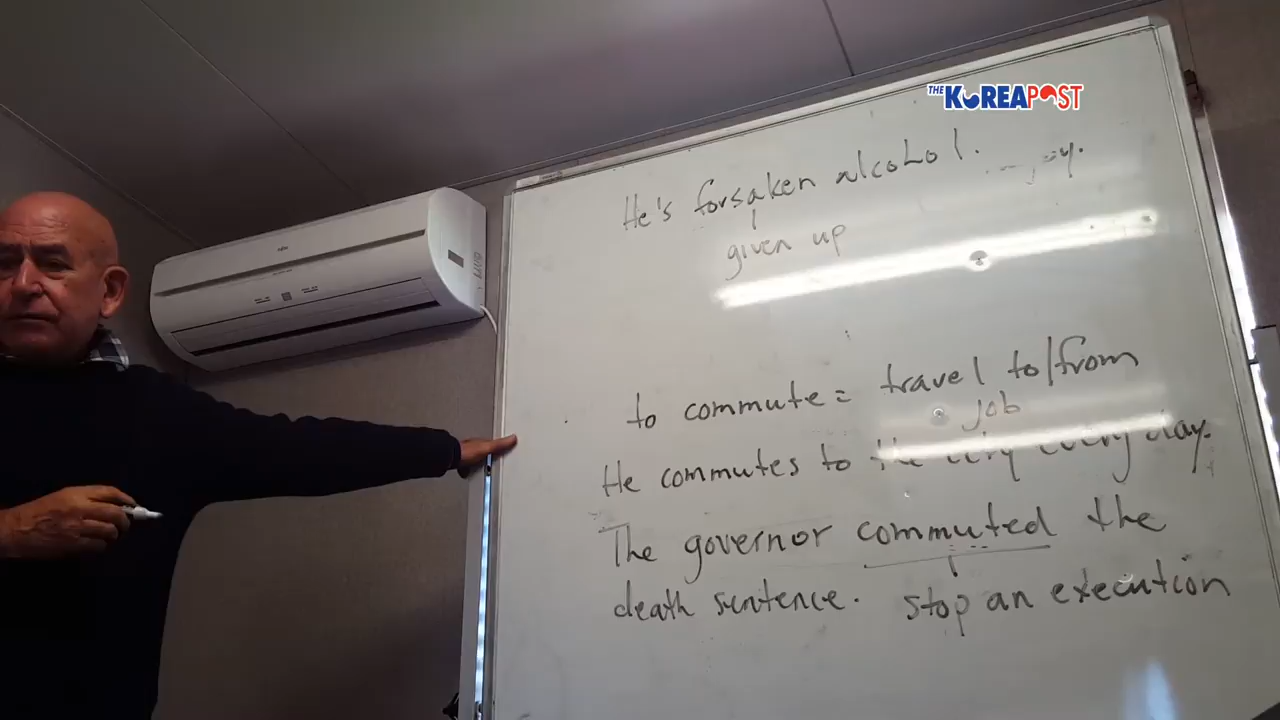 THE KOREAPOST
He's forsaken alcohol.
given up
to commute = travel to/from
job
He commutes to the city every day.
The governor commuted the
death sentence. stop an execution